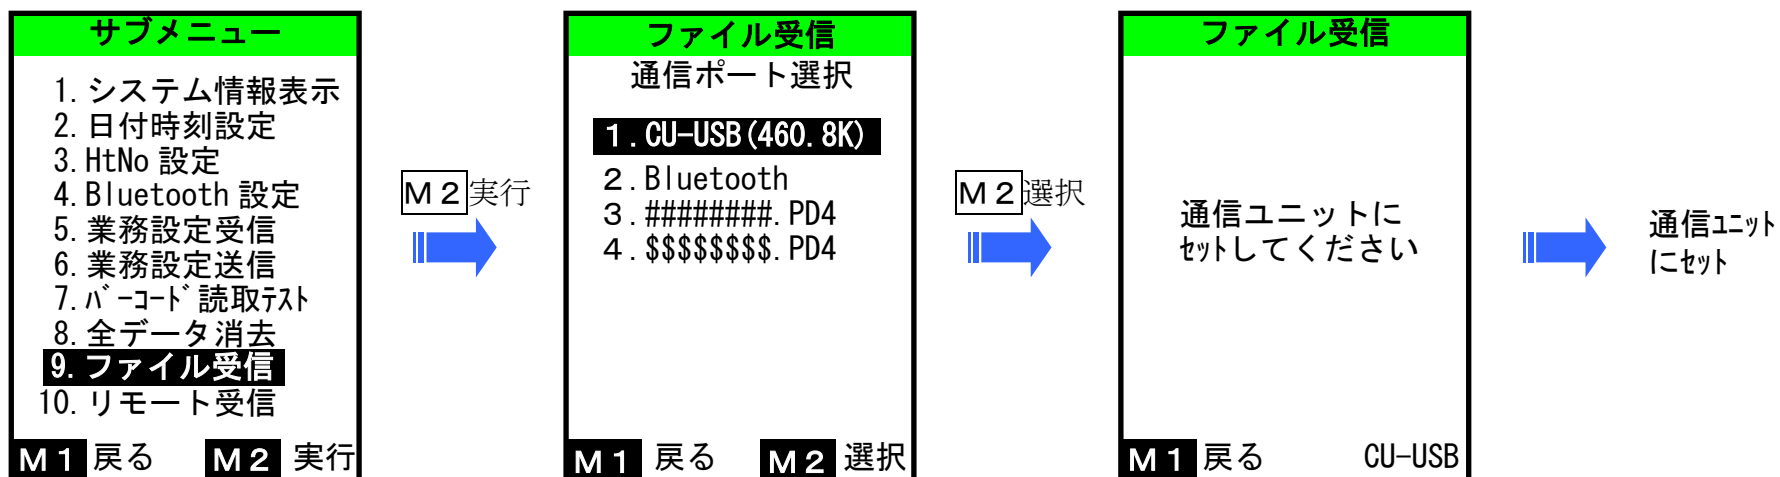 サブメニュー
1. システム情報表示
2. 日付時刻設定
3. HtNo 設定
4. Bluetooth 設定
5. 業務設定受信
6. 業務設定送信
7. ﾊﾞｰｺｰﾄﾞ読取ﾃｽﾄ
8. 全データ消去
9. ファイル受信
10. リモート受信
M1 戻る M2 実行
M2 実行
ファイル受信
通信ポート選択
1. CU-USB(460.8K)
2. Bluetooth
3. ########.PD4
4. $$$$$$$$.PD4
M1 戻る M2 選択
M2 選択
ファイル受信
通信ユニットに
ｾｯﾄしてください
M1 戻る CU-USB
通信ﾕﾆｯﾄ
にｾｯﾄ